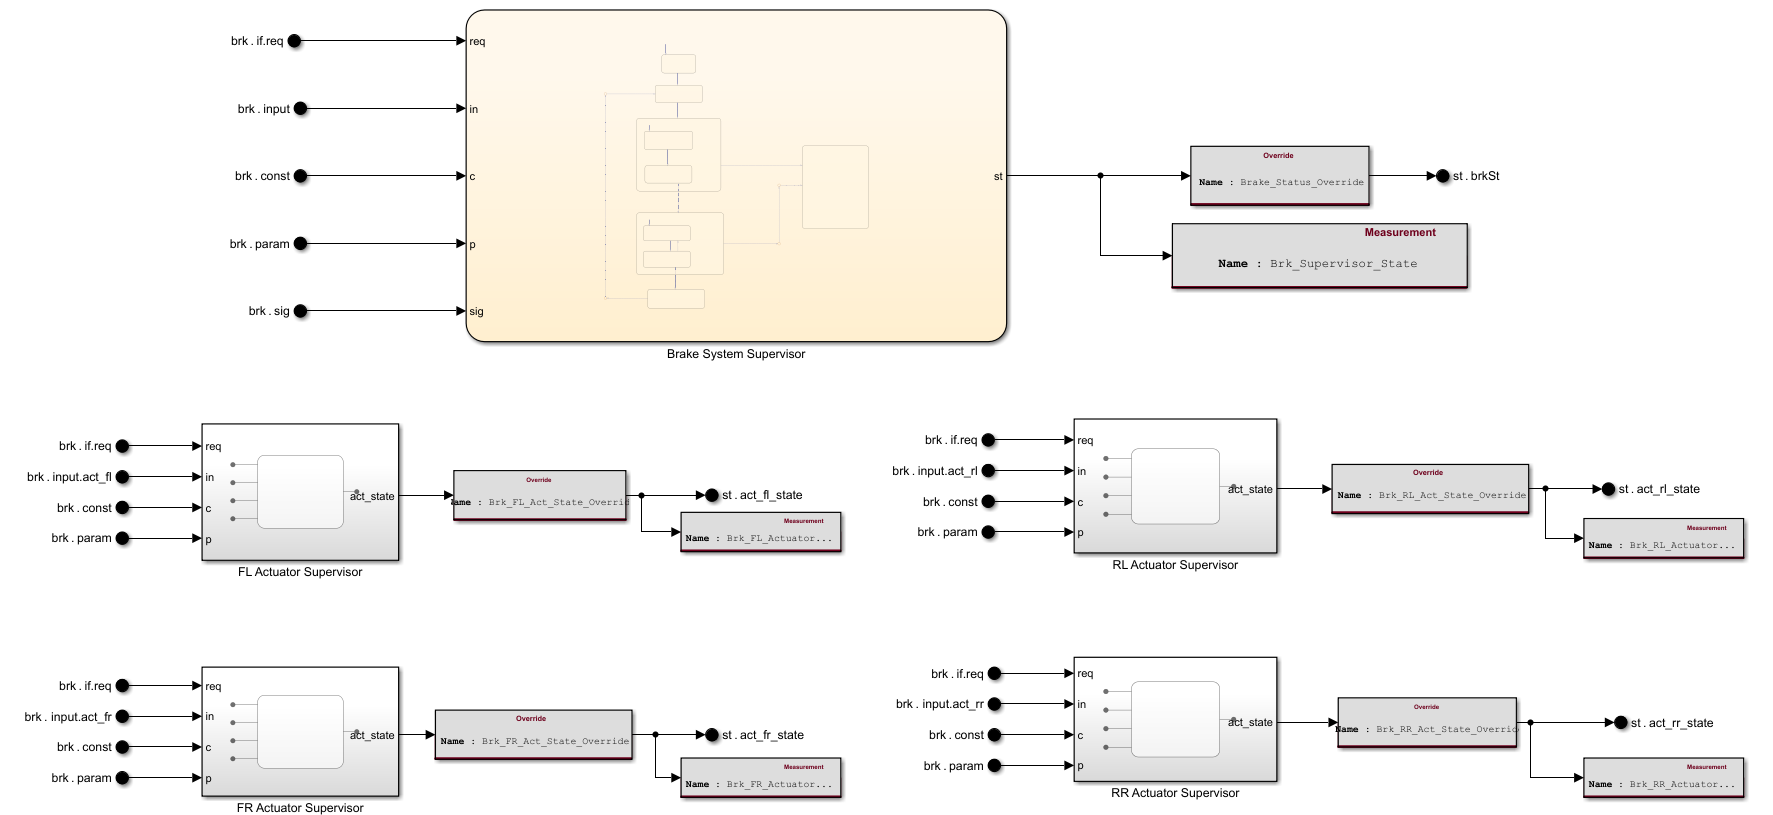 brk . if.req
req
brk . input
in
brk . const
c
st
brk . param
p
brk . sig
sig
Brake System Supervisor
Override
Name : Brake_Status_Override
st . brkSt
Measurement
Name : Brk_Supervisor_State
brk . if.req
req
brk . input.act_fl
in
brk . const
c
brk . param
p
act_state
FL Actuator Supervisor
Override
Name : Brk_FL_Act_State_Overrid
st . act_fl_state
Measurement
Name : Brk_FL_Actuator...
brk . if.req
req
brk . input.act_rl
in
brk . const
c
brk . param
p
act_state
RL Actuator Supervisor
Override
Name : Brk_RL_Act_State_Override
st . act_rl_state
Measurement
Name : Brk_RL_Actuator...
brk . if.req
req
brk . input.act_fr
in
brk . const
c
brk . param
p
act_state
FR Actuator Supervisor
Override
Name : Brk_FR_Act_State_Override
st . act_fr_state
Measurement
Name : Brk_FR_Actuator...
brk . if.req
req
brk . input.act_rr
in
brk . const
c
brk . param
p
act_state
RR Actuator Supervisor
Override
Name : Brk_RR_Act_State_Overrid
st . act_rr_state
Measurement
Name : Brk_RR_Actuator...